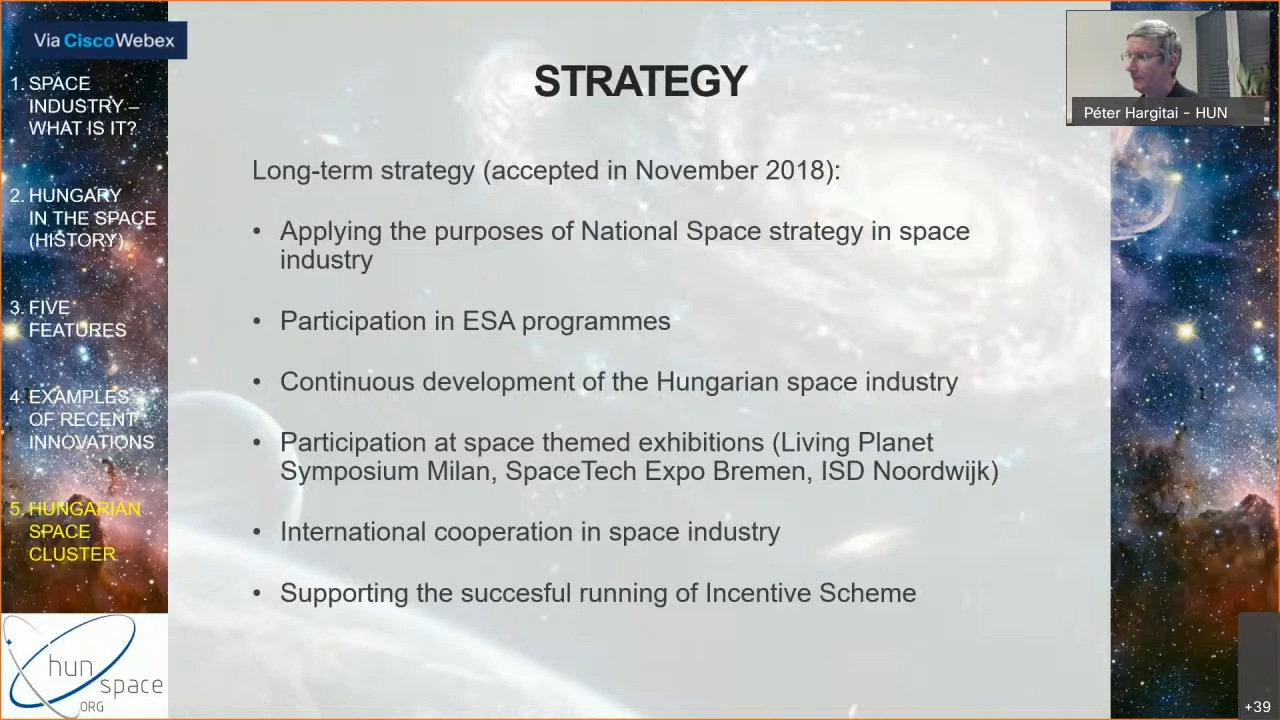 Via Cisco Webex
1. SPACE
INDUSTRY –
WHAT IS IT?
2. HUNGARY
IN THE SPACE
(HISTORY)
3. FIVE
FEATURES
4. EXAMPLES
OF RECENT
INNOVATIONS
5. HUNGARIAN
SPACE
CLUSTER
hun
space
.ORG
STRATEGY
Long-term strategy (accepted in November 2018):
• Applying the purposes of National Space strategy in space
industry
• Participation in ESA programmes
• Continuous development of the Hungarian space industry
• Participation at space themed exhibitions (Living Planet
Symposium Milan, SpaceTech Expo Bremen, ISD Noordwijk)
• International cooperation in space industry
• Supporting the succesful running of Incentive Scheme
Péter Hargitai - HUN
+39